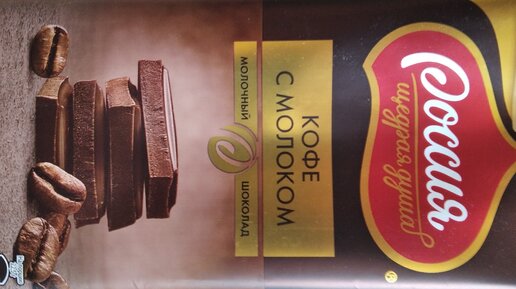 Россия
щедрая душа
КОФЕ
С МОЛОКОМ
МОЛОЧНЫЙ ШОКОЛАД